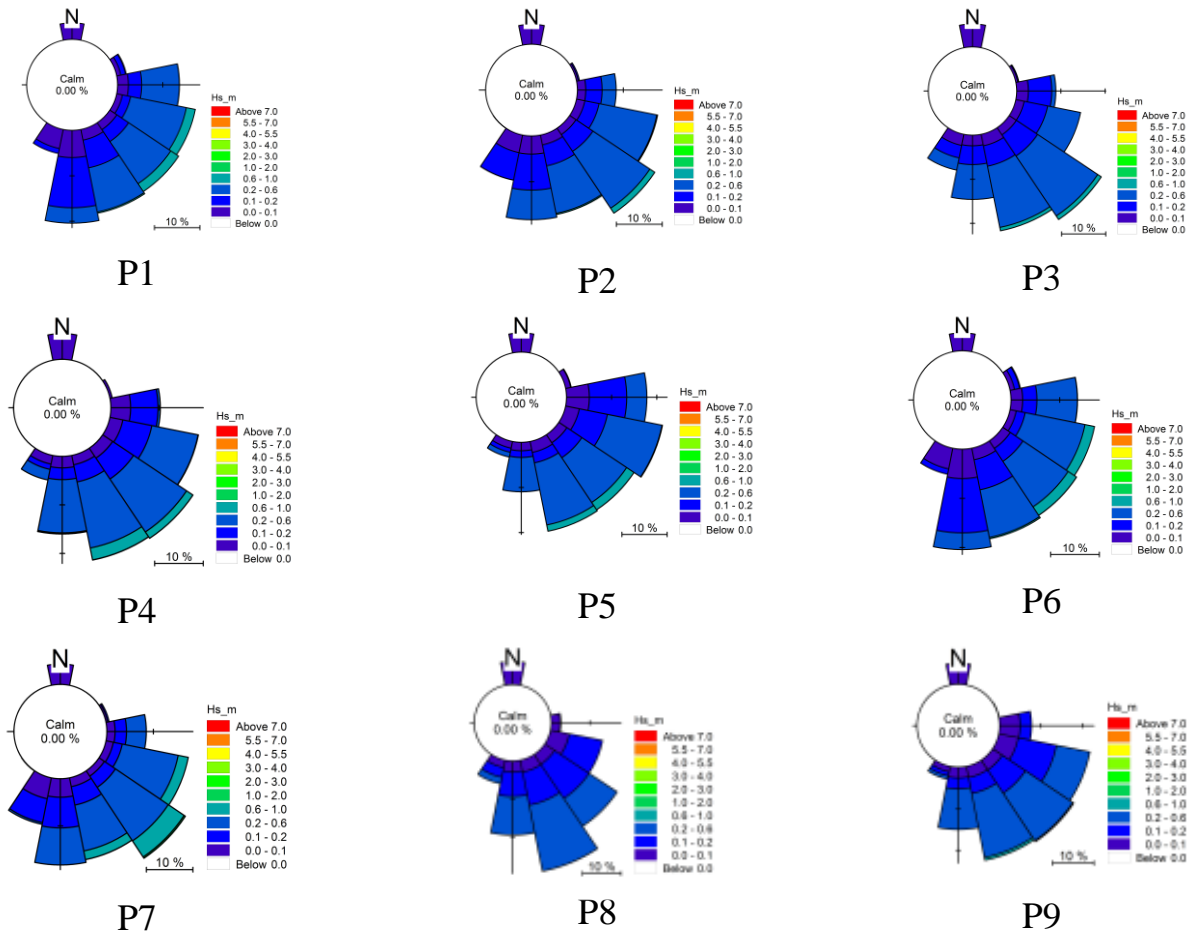 N
Calm
0.00 %
Hs_m
Above 7.0
5.5 - 7.0
4.0 - 5.5
3.0 - 4.0
2.0 - 3.0
1.0 - 2.0
0.6 - 1.0
0.2 - 0.6
0.1 - 0.2
0.0 - 0.1
Below 0.0
10 %
P1
N
Calm
0.00 %
Hs_m
Above 7.0
5.5 - 7.0
4.0 - 5.5
3.0 - 4.0
2.0 - 3.0
1.0 - 2.0
0.6 - 1.0
0.2 - 0.6
0.1 - 0.2
0.0 - 0.1
Below 0.0
10 %
P2
N
Calm
0.00 %
Hs_m
Above 7.0
5.5 - 7.0
4.0 - 5.5
3.0 - 4.0
2.0 - 3.0
1.0 - 2.0
0.6 - 1.0
0.2 - 0.6
0.1 - 0.2
0.0 - 0.1
Below 0.0
10 %
P3
N
Calm
0.00 %
Hs_m
Above 7.0
5.5 - 7.0
4.0 - 5.5
3.0 - 4.0
2.0 - 3.0
1.0 - 2.0
0.6 - 1.0
0.2 - 0.6
0.1 - 0.2
0.0 - 0.1
Below 0.0
10 %
P4
N
Calm
0.00 %
Hs_m
Above 7.0
5.5 - 7.0
4.0 - 5.5
3.0 - 4.0
2.0 - 3.0
1.0 - 2.0
0.6 - 1.0
0.2 - 0.6
0.1 - 0.2
0.0 - 0.1
Below 0.0
10 %
P5
N
Calm
0.00 %
Hs_m
Above 7.0
5.5 - 7.0
4.0 - 5.5
3.0 - 4.0
2.0 - 3.0
1.0 - 2.0
0.6 - 1.0
0.2 - 0.6
0.1 - 0.2
0.0 - 0.1
Below 0.0
10 %
P6
N
Calm
0.00 %
Hs_m
Above 7.0
5.5 - 7.0
4.0 - 5.5
3.0 - 4.0
2.0 - 3.0
1.0 - 2.0
0.6 - 1.0
0.2 - 0.6
0.1 - 0.2
0.0 - 0.1
Below 0.0
10 %
P7
N
Calm
0.00 %
Hs_m
Above 7.0
5.5 - 7.0
4.0 - 5.5
3.0 - 4.0
2.0 - 3.0
1.0 - 2.0
0.6 - 1.0
0.2 - 0.6
0.1 - 0.2
0.0 - 0.1
Below 0.0
10 %
P8
N
Calm
0.00 %
Hs_m
Above 7.0
5.5 - 7.0
4.0 - 5.5
3.0 - 4.0
2.0 - 3.0
1.0 - 2.0
0.6 - 1.0
0.2 - 0.6
0.1 - 0.2
0.0 - 0.1
Below 0.0
10 %
P9